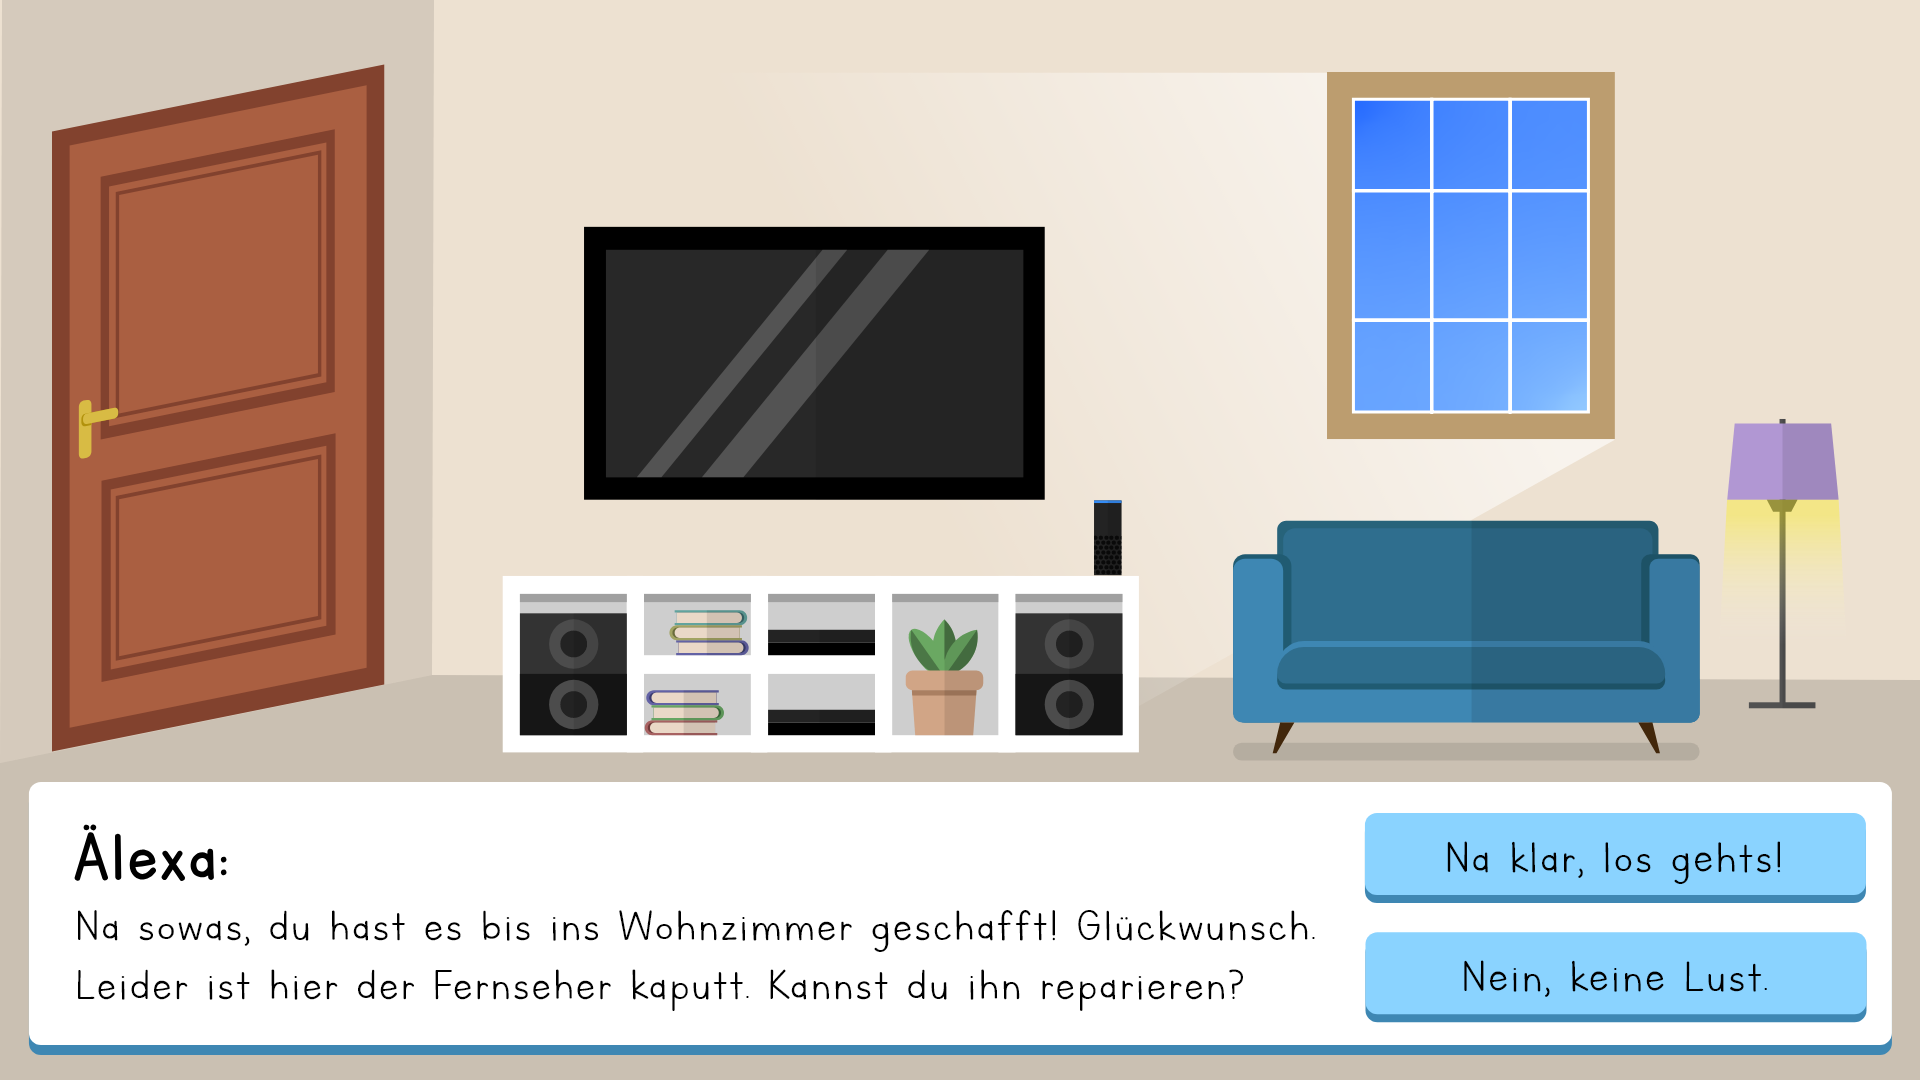 Älexa:
Na sowas, du hast es bis ins Wohnzimmer geschafft! Glückwunsch.
Leider ist hier der Fernseher kaputt. Kannst du ihn reparieren?
Na klar, los gehts!
Nein, keine Lust.